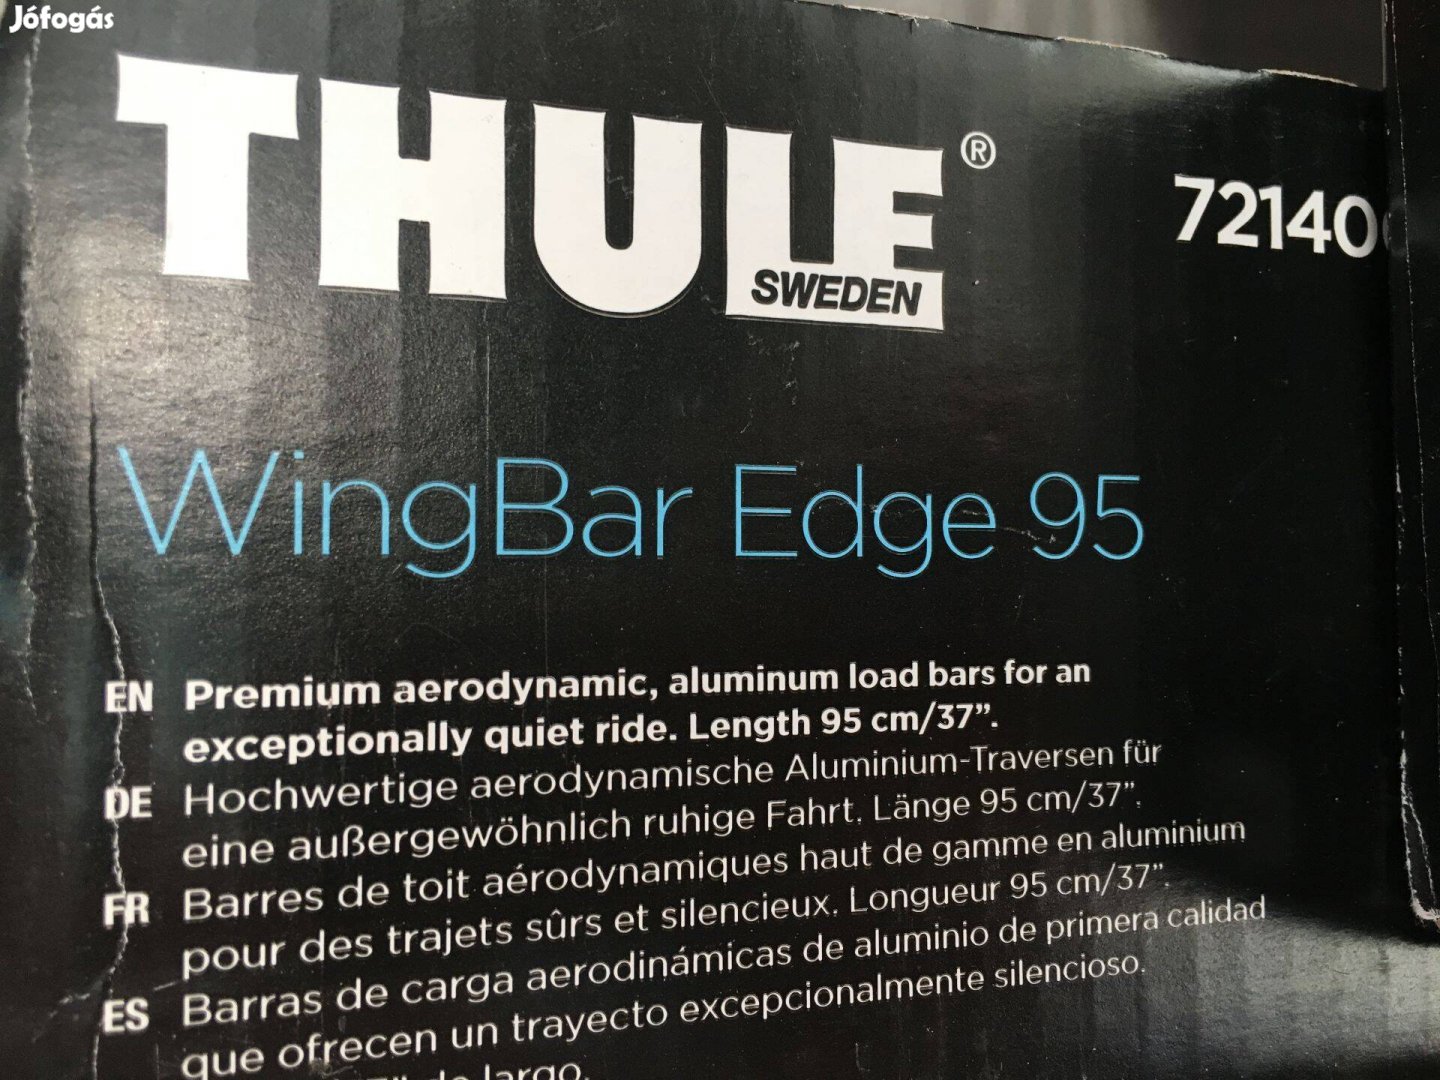 Jófogás
THULE®
SWEDEN
72140
WingBar Edge 95
EN Premium aerodynamic, aluminum load bars for an
exceptionally quiet ride. Length 95 cm/37”.
DE Hochwertige aerodynamische Aluminium-Traversen für
eine außergewöhnlich ruhige Fahrt. Länge 95 cm/37”.
FR Barres de toit aérodynamiques haut de gamme en aluminium
pour des trajets sûrs et silencieux. Longueur 95 cm/37”.
ES Barras de carga aerodinámicas de aluminio de primera calidad
que ofrecen un trayecto excepcionalmente silencioso.
de largo.